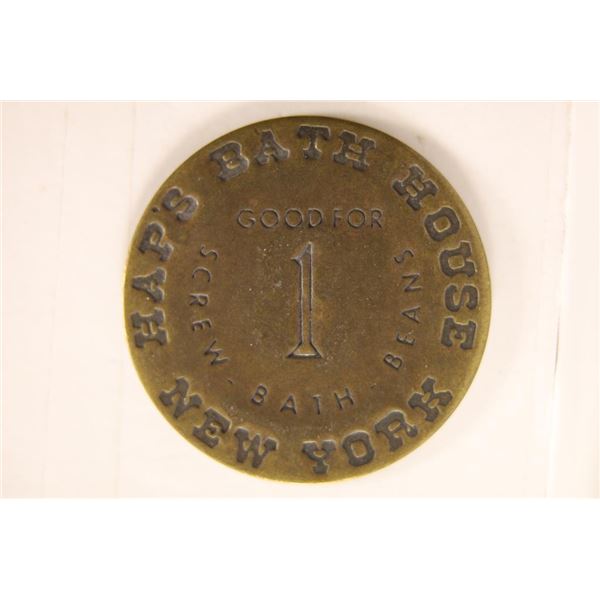 HAP'S BATH HOUSE
GOOD FOR
1
SCREW - BATH - BEANS
NEW YORK